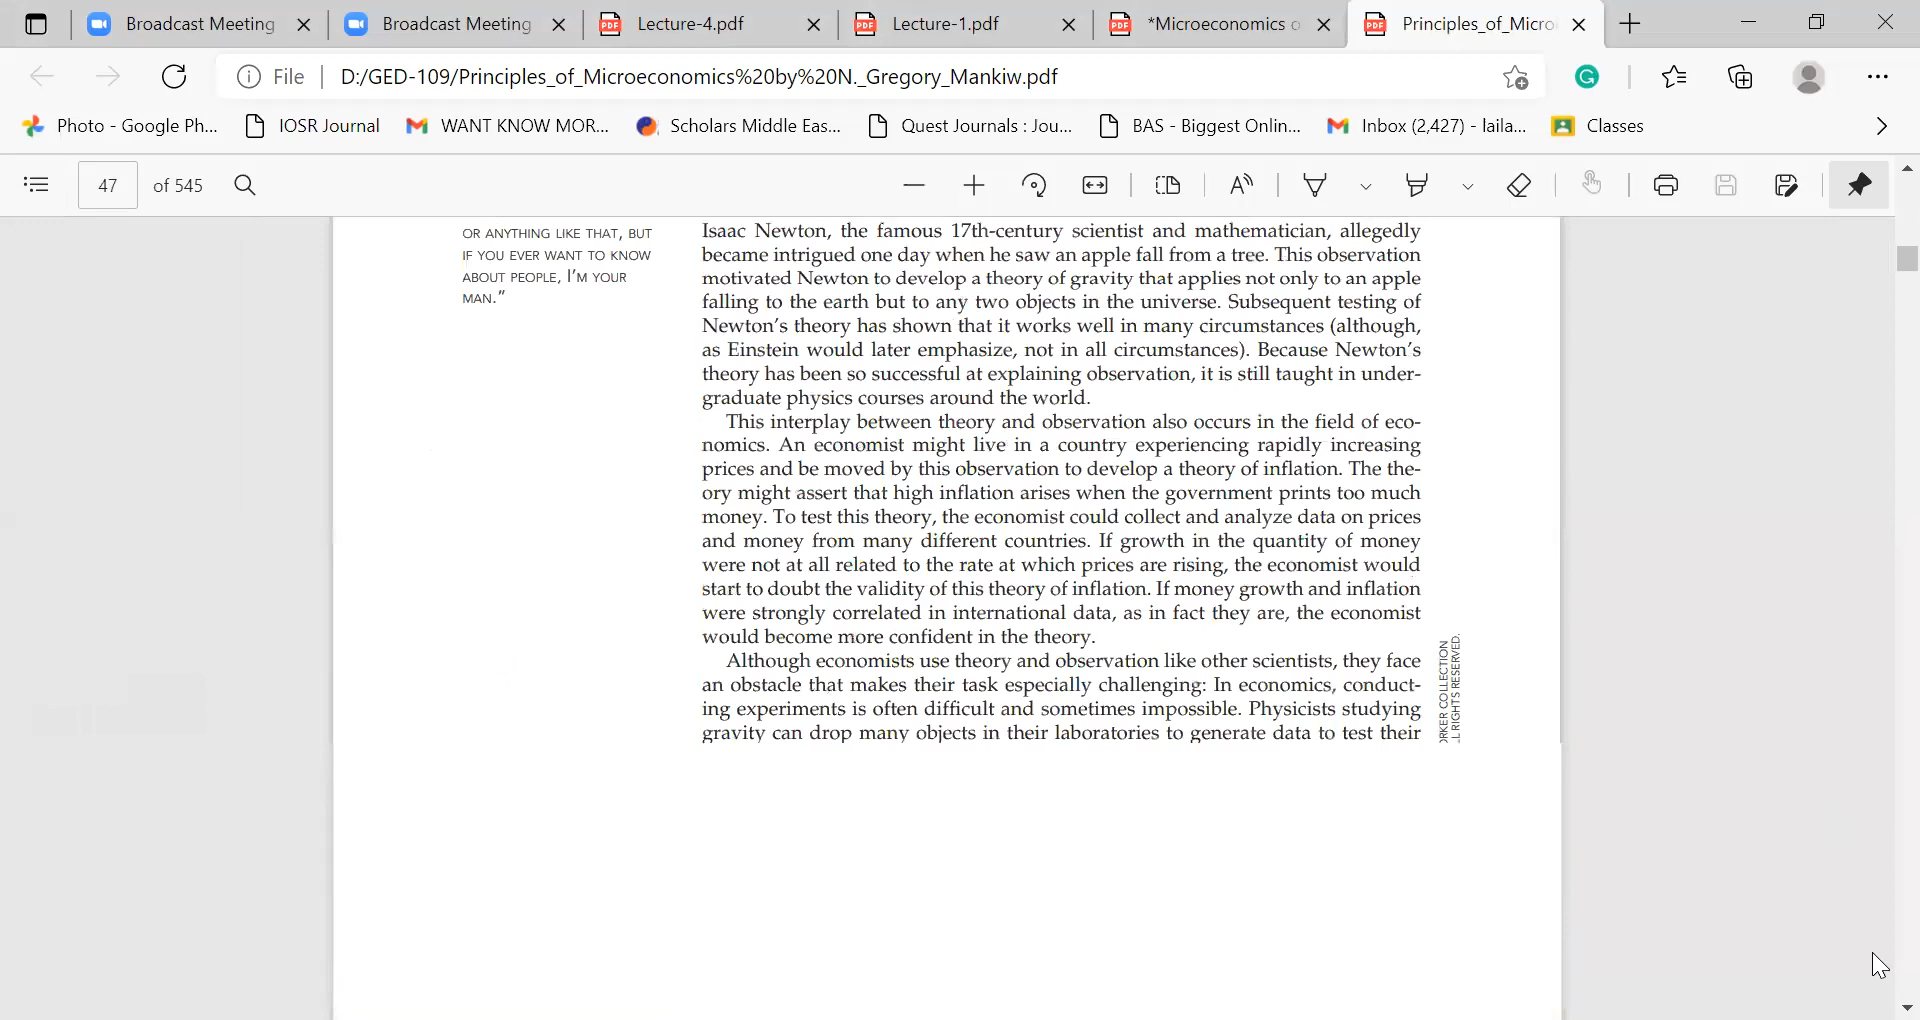 Broadcast Meeting
Broadcast Meeting
Lecture-4.pdf
Lecture-1.pdf
*Microeconomics o
Principles_of_Micro
File
D:/GED-109/Principles_of_Microeconomics%20by%20N._Gregory_Mankiw.pdf
Photo - Google Ph...
IOSR Journal
WANT KNOW MOR...
Scholars Middle Eas...
Quest Journals : Jou...
BAS - Biggest Onlin...
Inbox (2,427) - laila...
Classes
47 of 545
OR ANYTHING LIKE THAT, BUT
IF YOU EVER WANT TO KNOW
ABOUT PEOPLE, I'M YOUR
MAN."
Isaac Newton, the famous 17th-century scientist and mathematician, allegedly
became intrigued one day when he saw an apple fall from a tree. This observation
motivated Newton to develop a theory of gravity that applies not only to an apple
falling to the earth but to any two objects in the universe. Subsequent testing of
Newton's theory has shown that it works well in many circumstances (although,
as Einstein would later emphasize, not in all circumstances). Because Newton's
theory has been so successful at explaining observation, it is still taught in under-
graduate physics courses around the world.
This interplay between theory and observation also occurs in the field of eco-
nomics. An economist might live in a country experiencing rapidly increasing
prices and be moved by this observation to develop a theory of inflation. The the-
ory might assert that high inflation arises when the government prints too much
money. To test this theory, the economist could collect and analyze data on prices
and money from many different countries. If growth in the quantity of money
were not at all related to the rate at which prices are rising, the economist would
start to doubt the validity of this theory of inflation. If money growth and inflation
were strongly correlated in international data, as in fact they are, the economist
would become more confident in the theory.
Although economists use theory and observation like other scientists, they face
an obstacle that makes their task especially challenging: In economics, conduct-
ing experiments is often difficult and sometimes impossible. Physicists studying
gravity can drop many objects in their laboratories to generate data to test their
ORKER COLLECTION
LL RIGHTS RESERVED.